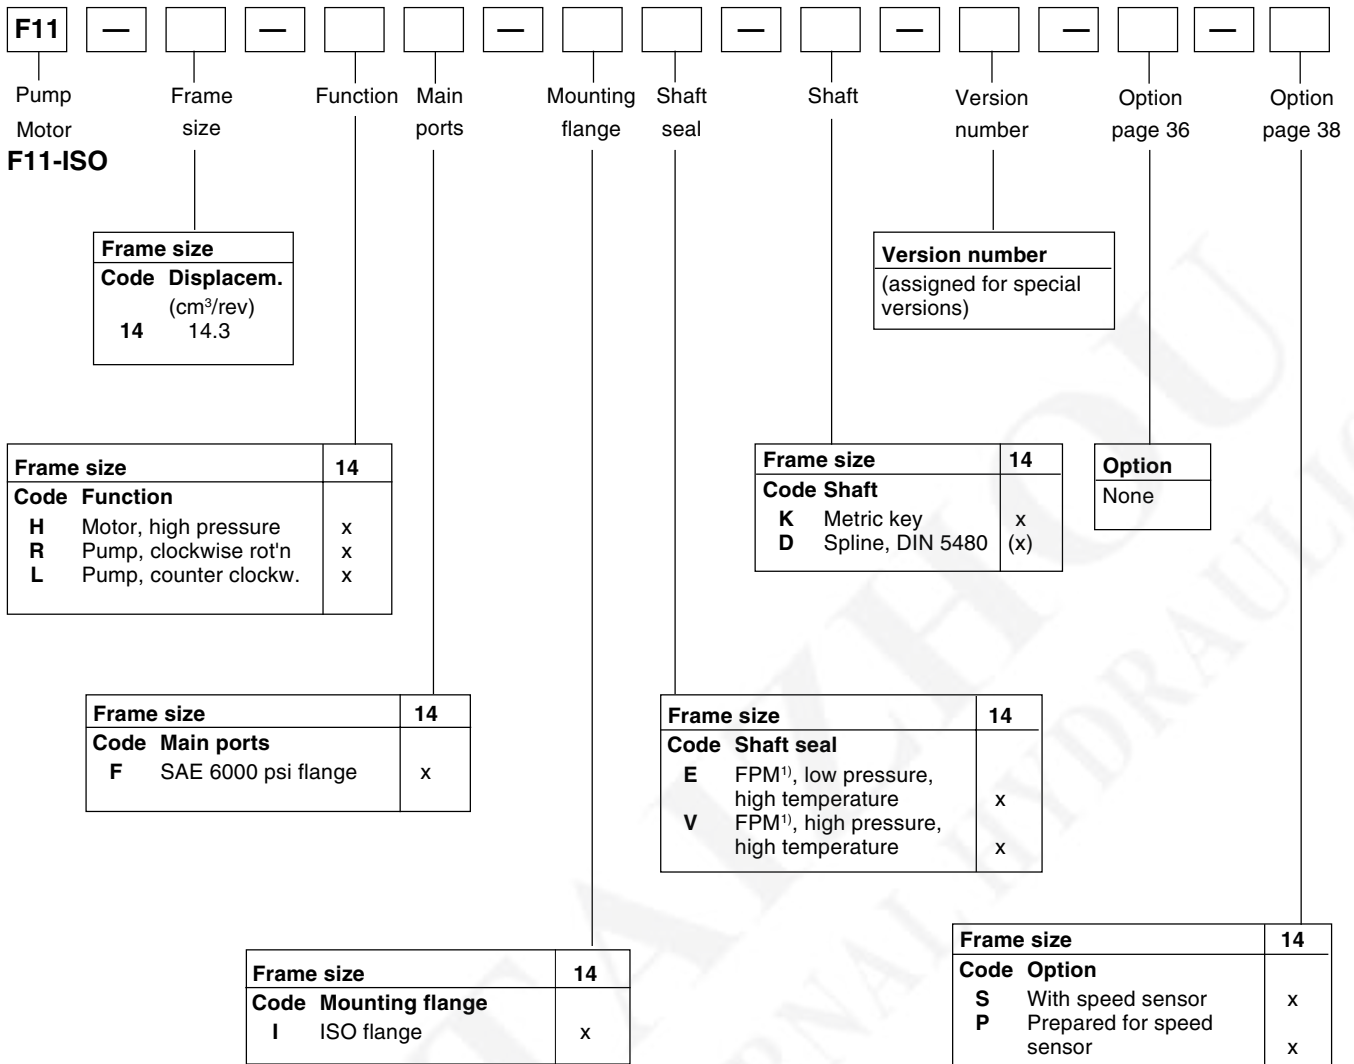 F11 — — — — — — —
Pump Motor
Frame size
Function
Main ports
Mounting flange
Shaft seal
Shaft
Version number
Option page 36
Option page 38
F11-ISO
Frame size
Code Displacem.
(cm³/rev)
14 14.3
Version number
(assigned for special
versions)
Frame size 14
Code Function
H Motor, high pressure x
R Pump, clockwise rot'n x
L Pump, counter clockw. x
Frame size 14
Code Shaft
K Metric key x
D Spline, DIN 5480 (x)
Option
None
Frame size 14
Code Main ports
F SAE 6000 psi flange x
Frame size 14
Code Shaft seal
E FPM¹⁾, low pressure,
high temperature x
V FPM¹⁾, high pressure,
high temperature x
Frame size 14
Code Mounting flange
I ISO flange x
Frame size 14
Code Option
S With speed sensor x
P Prepared for speed
sensor x